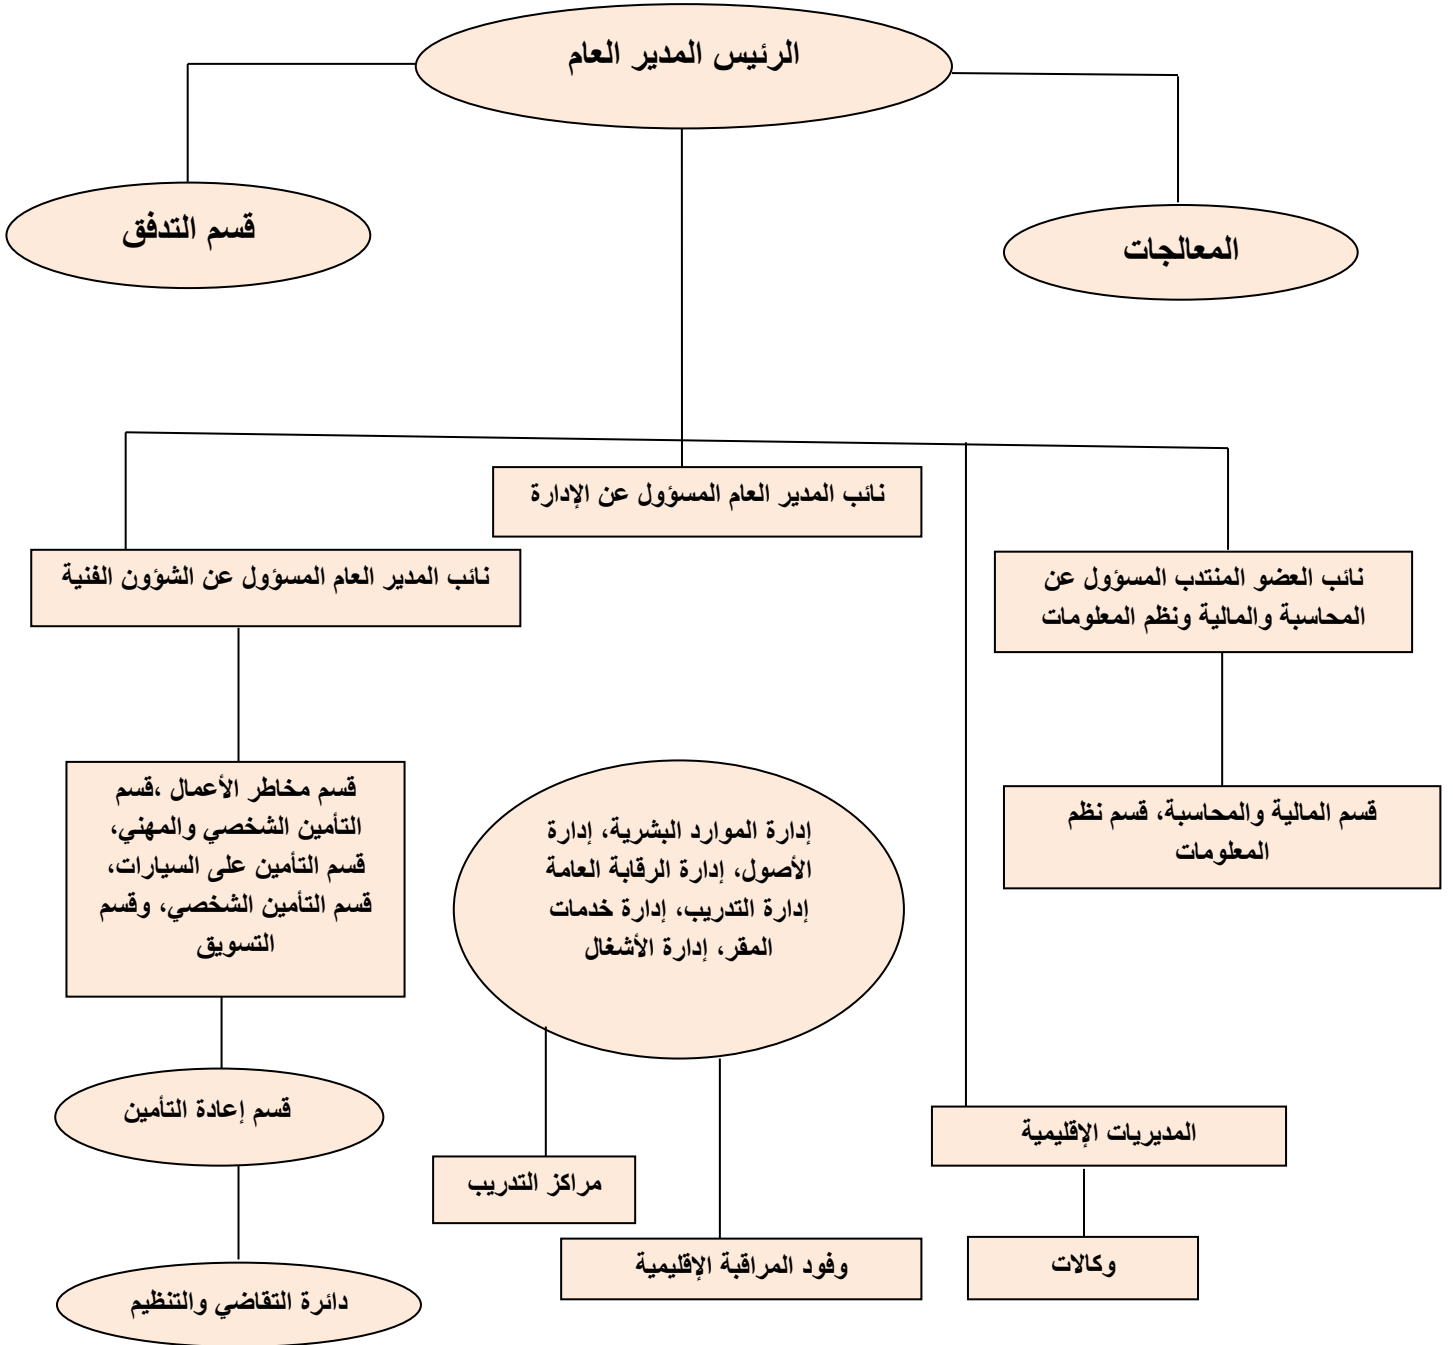 الرئيس المدير العام
قسم التدفق
المعالجات
نائب المدير العام المسؤول عن الإدارة
نائب المدير العام المسؤول عن الشؤون الفنية
نائب العضو المنتدب المسؤول عن
المحاسبة والمالية ونظم المعلومات
قسم مخاطر الأعمال ،قسم
التأمين الشخصي والمهني،
قسم التأمين على السيارات،
قسم التأمين الشخصي، وقسم
التسويق
إدارة الموارد البشرية، إدارة
الأصول، إدارة الرقابة العامة
إدارة التدريب، إدارة خدمات
المقر، إدارة الأشغال
قسم المالية والمحاسبة، قسم نظم
المعلومات
قسم إعادة التأمين
المديريات الإقليمية
مراكز التدريب
وفود المراقبة الإقليمية
وكالات
دائرة التقاضي والتنظيم